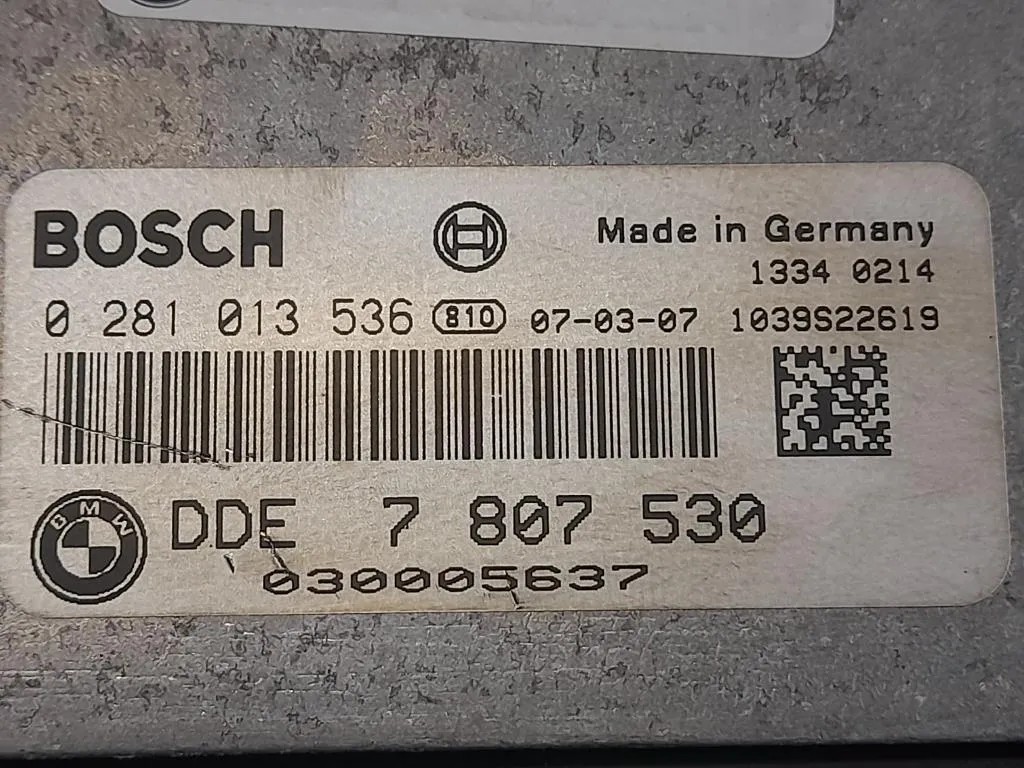 BOSCH Made in Germany
1334 0214
0 281 013 536 810 07-03-07 1039S22619
BMW DDE 7 807 530
030005637